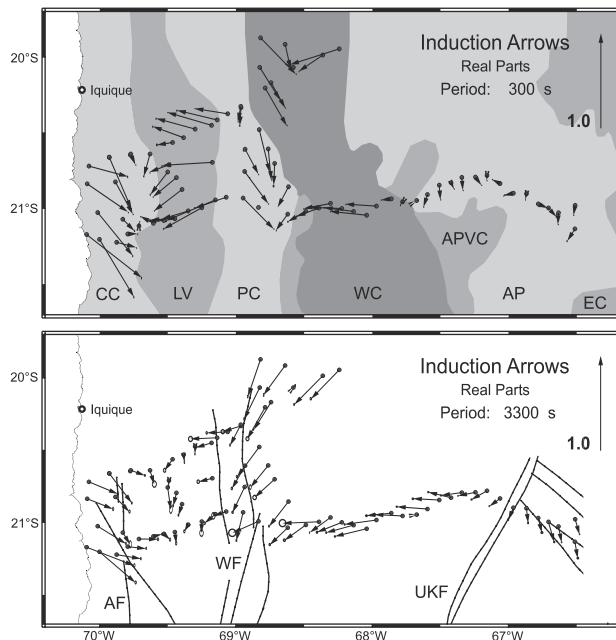 20°S
Induction Arrows
Real Parts
Iquique
Period: 300 s
1.0
21°S
APVC
CC
LV
PC
WC
AP
EC
Induction Arrows
20°S
Real Parts
Iquique
Period: 3300 s
1.0
21°S
WF
UKF
AF
70°W
69°W
68°W
67°W